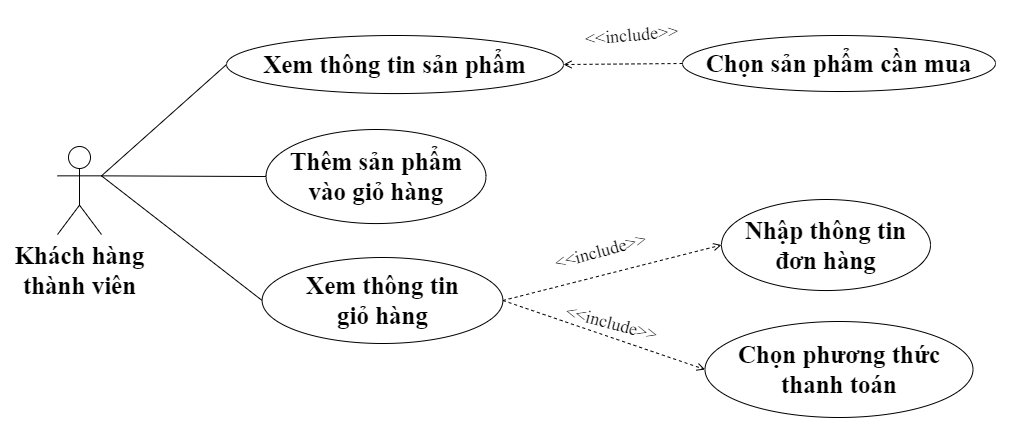 <<include>>
Xem thông tin sản phẩm
Chọn sản phẩm cần mua
Thêm sản phẩm
vào giỏ hàng
Khách hàng
thành viên
<<include>>
Nhập thông tin
đơn hàng
Xem thông tin
giỏ hàng
<<include>>
Chọn phương thức
thanh toán